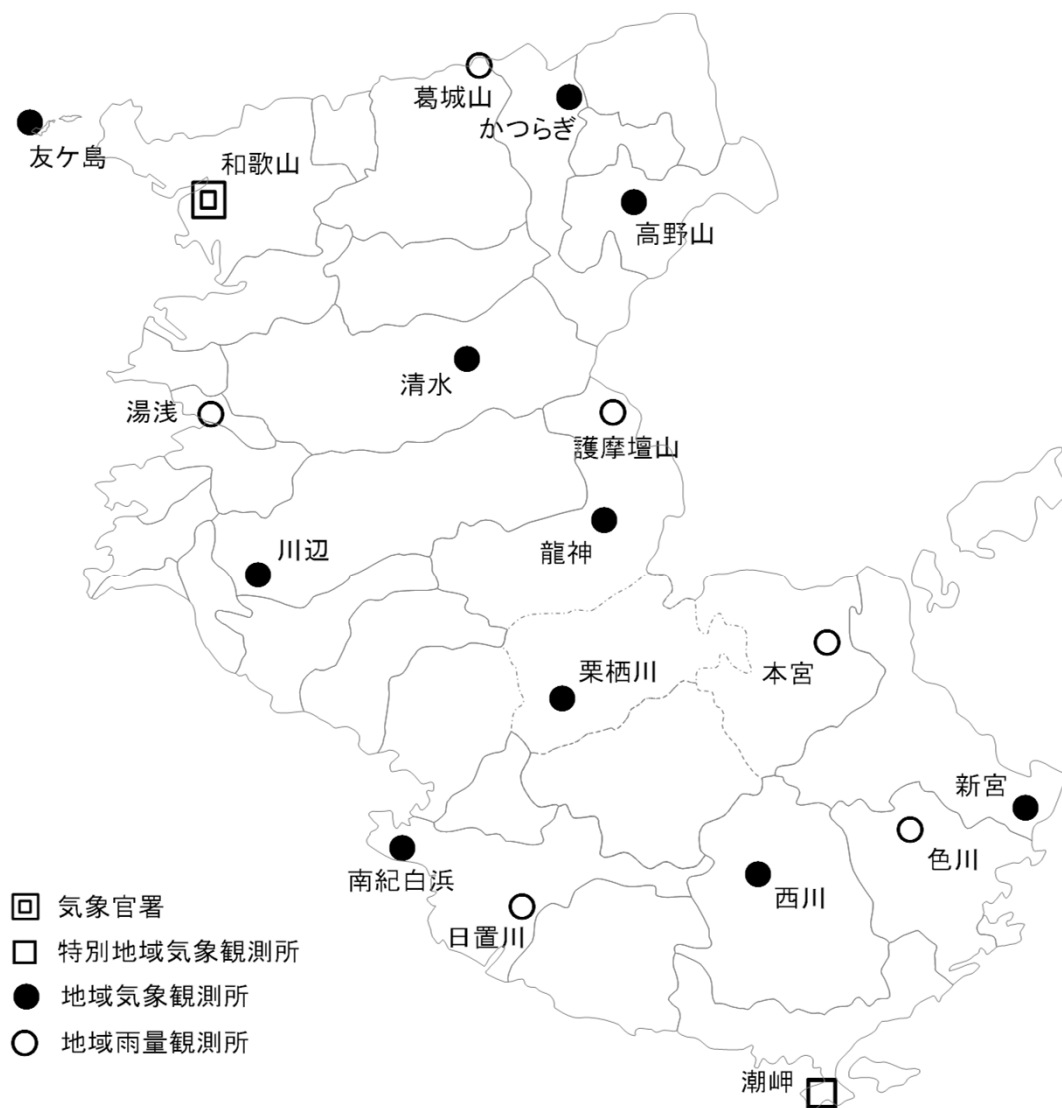 葛城山
かつらぎ
友ケ島
和歌山
高野山
清水
湯浅
護摩壇山
川辺
龍神
栗栖川
本宮
新宮
色川
南紀白浜
西川
日置川
気象官署
特別地域気象観測所
地域気象観測所
地域雨量観測所
潮岬